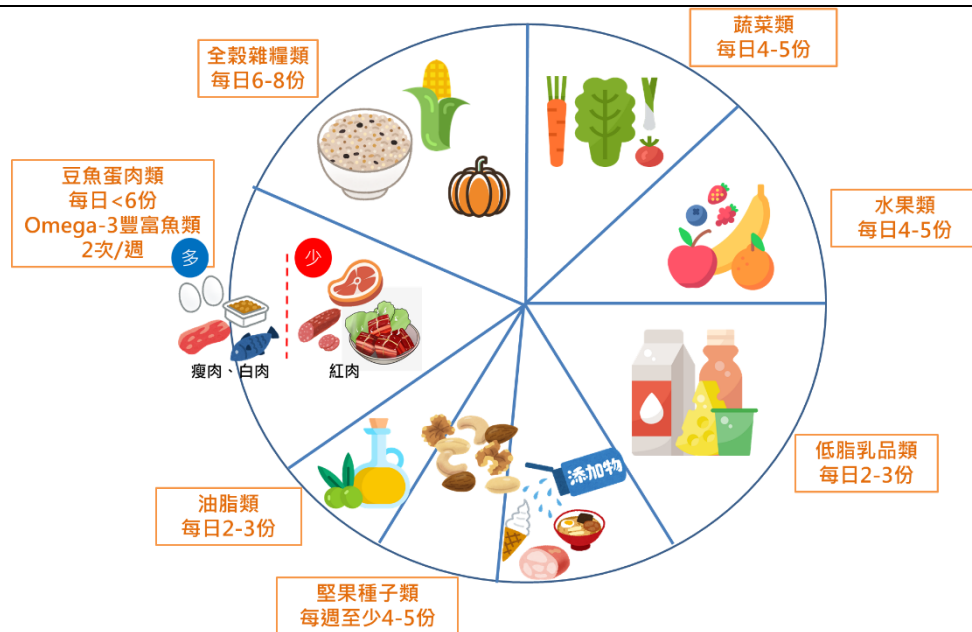 全穀雜糧類
每日6-8份
蔬菜類
每日4-5份
水果類
每日4-5份
低脂乳品類
每日2-3份
添加物
堅果種子類
每週至少4-5份
油脂類
每日2-3份
豆魚蛋肉類
每日<6份
Omega-3豐富魚類
2次/週
多
少
瘦肉、白肉
紅肉